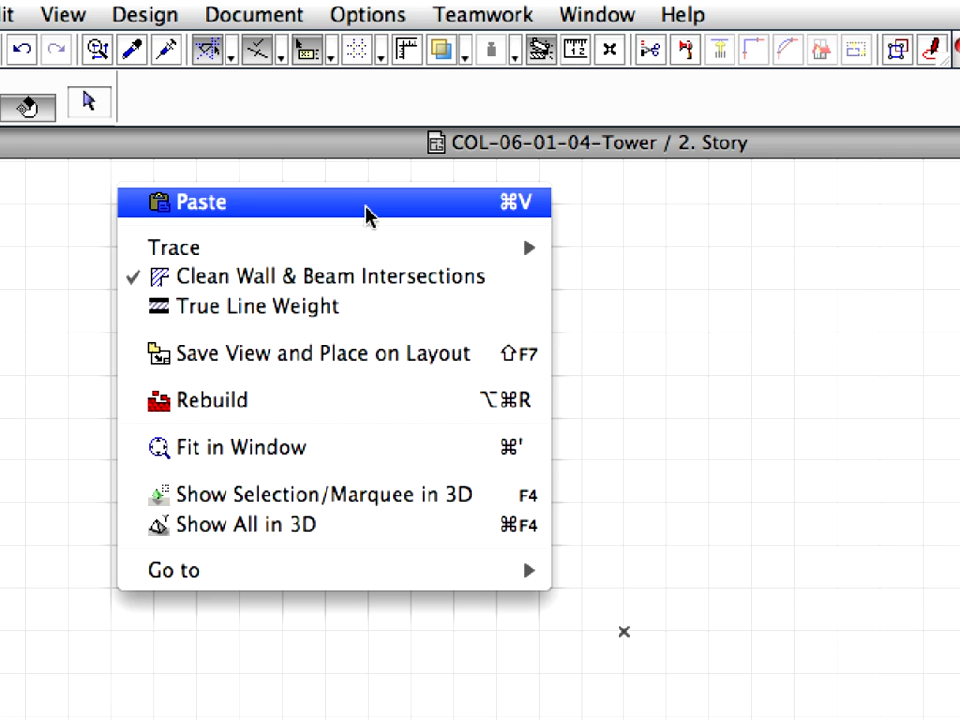 it View Design Document Options Teamwork Window Help
COL-06-01-04-Tower / 2. Story
Paste ⌘V
Trace
Clean Wall & Beam Intersections
True Line Weight
Save View and Place on Layout ⇧F7
Rebuild ⌥⌘R
Fit in Window ⌘'
Show Selection/Marquee in 3D F4
Show All in 3D ⌘F4
Go to